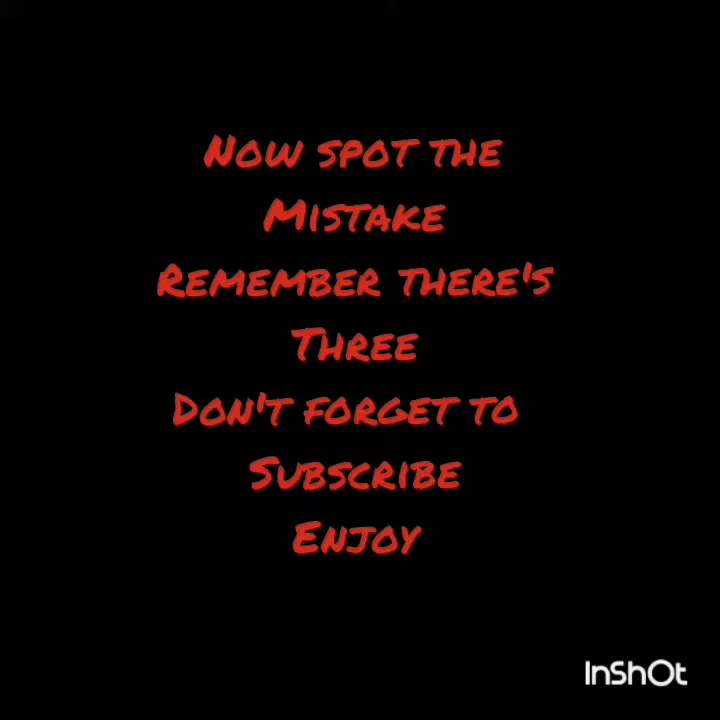 Now spot the
Mistake
Remember there's
Three
Don't forget to
Subscribe
Enjoy
InShOt